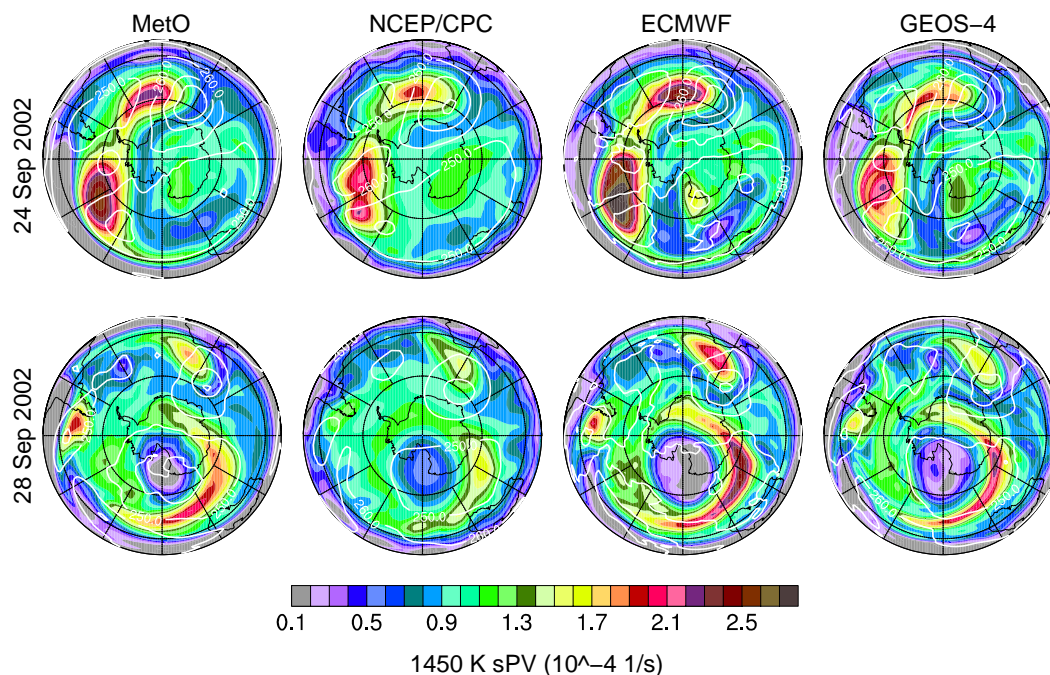 MetO NCEP/CPC ECMWF GEOS−4
24 Sep 2002
28 Sep 2002
0.1 0.5 0.9 1.3 1.7 2.1 2.5
1450 K sPV (10^−4 1/s)